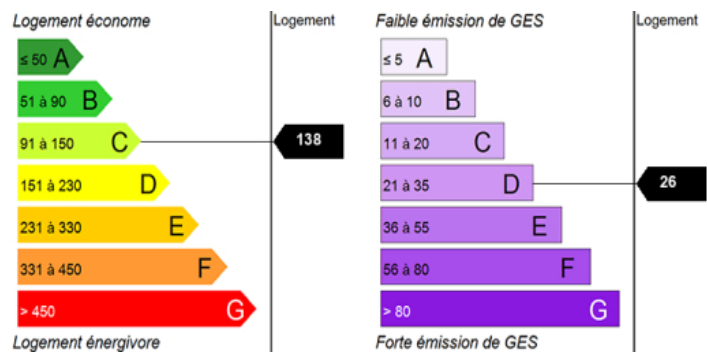 Logement économe
Logement
≤ 50 A
51 à 90 B
91 à 150 C
138
151 à 230 D
231 à 330 E
331 à 450 F
> 450 G
Logement énergivore
Faible émission de GES
Logement
≤ 5 A
6 à 10 B
11 à 20 C
21 à 35 D
26
36 à 55 E
56 à 80 F
> 80 G
Forte émission de GES